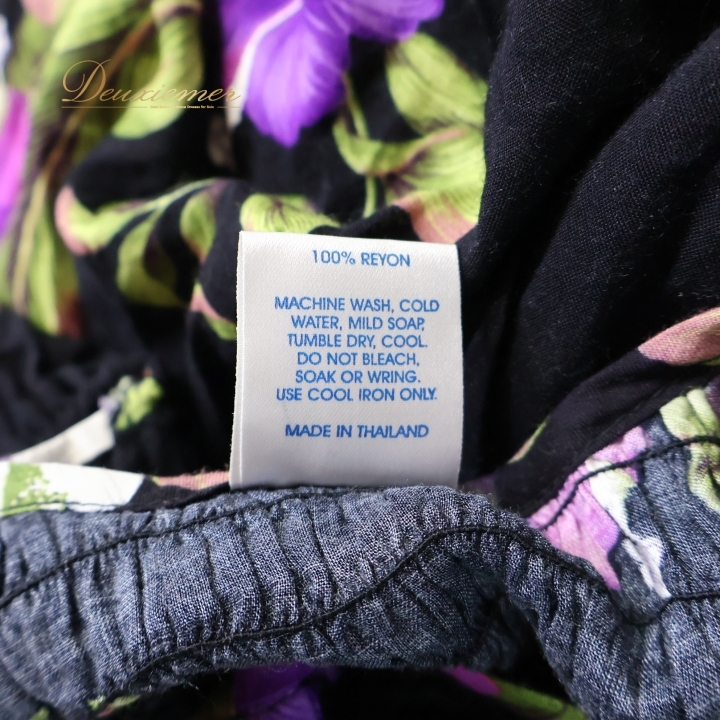 Deuxiemer
100% REYON
MACHINE WASH, COLD
WATER, MILD SOAP,
TUMBLE DRY, COOL.
DO NOT BLEACH,
SOAK OR WRING.
USE COOL IRON ONLY.
MADE IN THAILAND